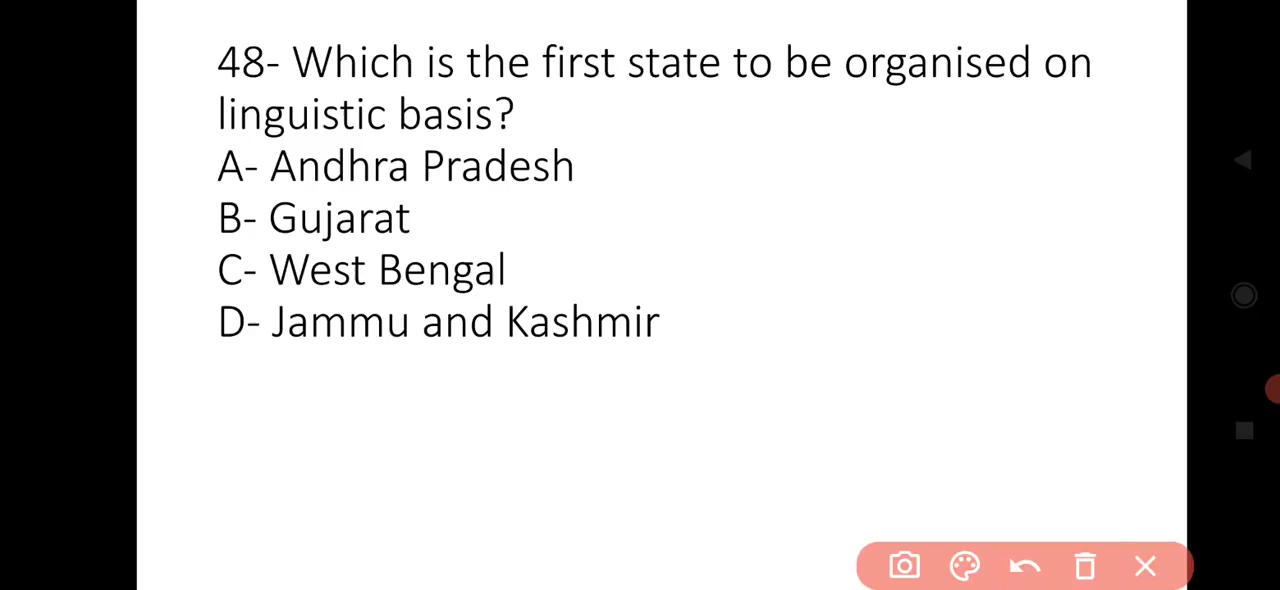 48- Which is the first state to be organised on
linguistic basis?
A- Andhra Pradesh
B- Gujarat
C- West Bengal
D- Jammu and Kashmir